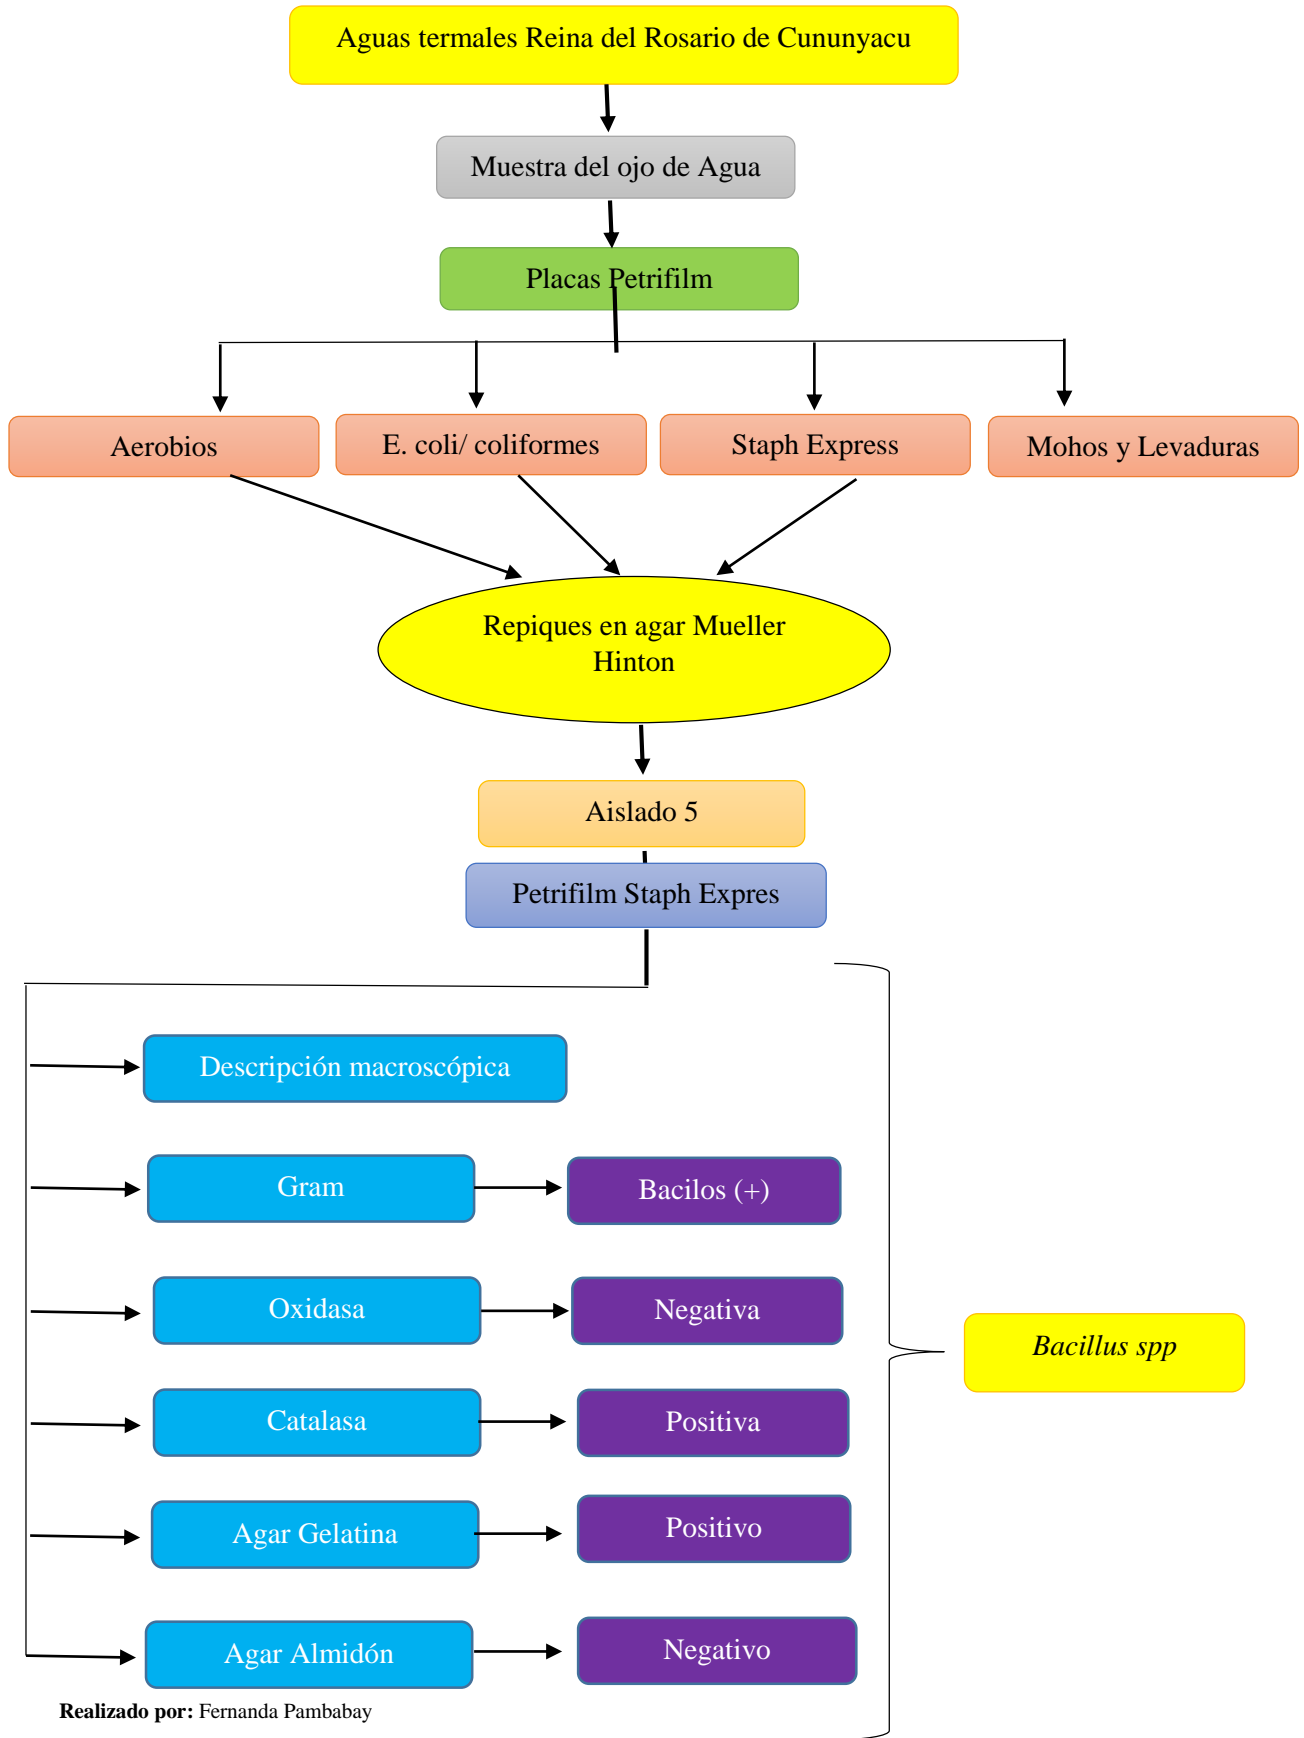 Aguas termales Reina del Rosario de Cununyacu
Muestra del ojo de Agua
Placas Petrifilm
Aerobios
E. coli/ coliformes
Staph Express
Mohos y Levaduras
Repiques en agar Mueller
Hinton
Aislado 5
Petrifilm Staph Expres
Descripción macroscópica
Gram
Bacilos (+)
Oxidasa
Negativa
Bacillus spp
Catalasa
Positiva
Agar Gelatina
Positivo
Agar Almidón
Negativo
Realizado por: Fernanda Pambabay